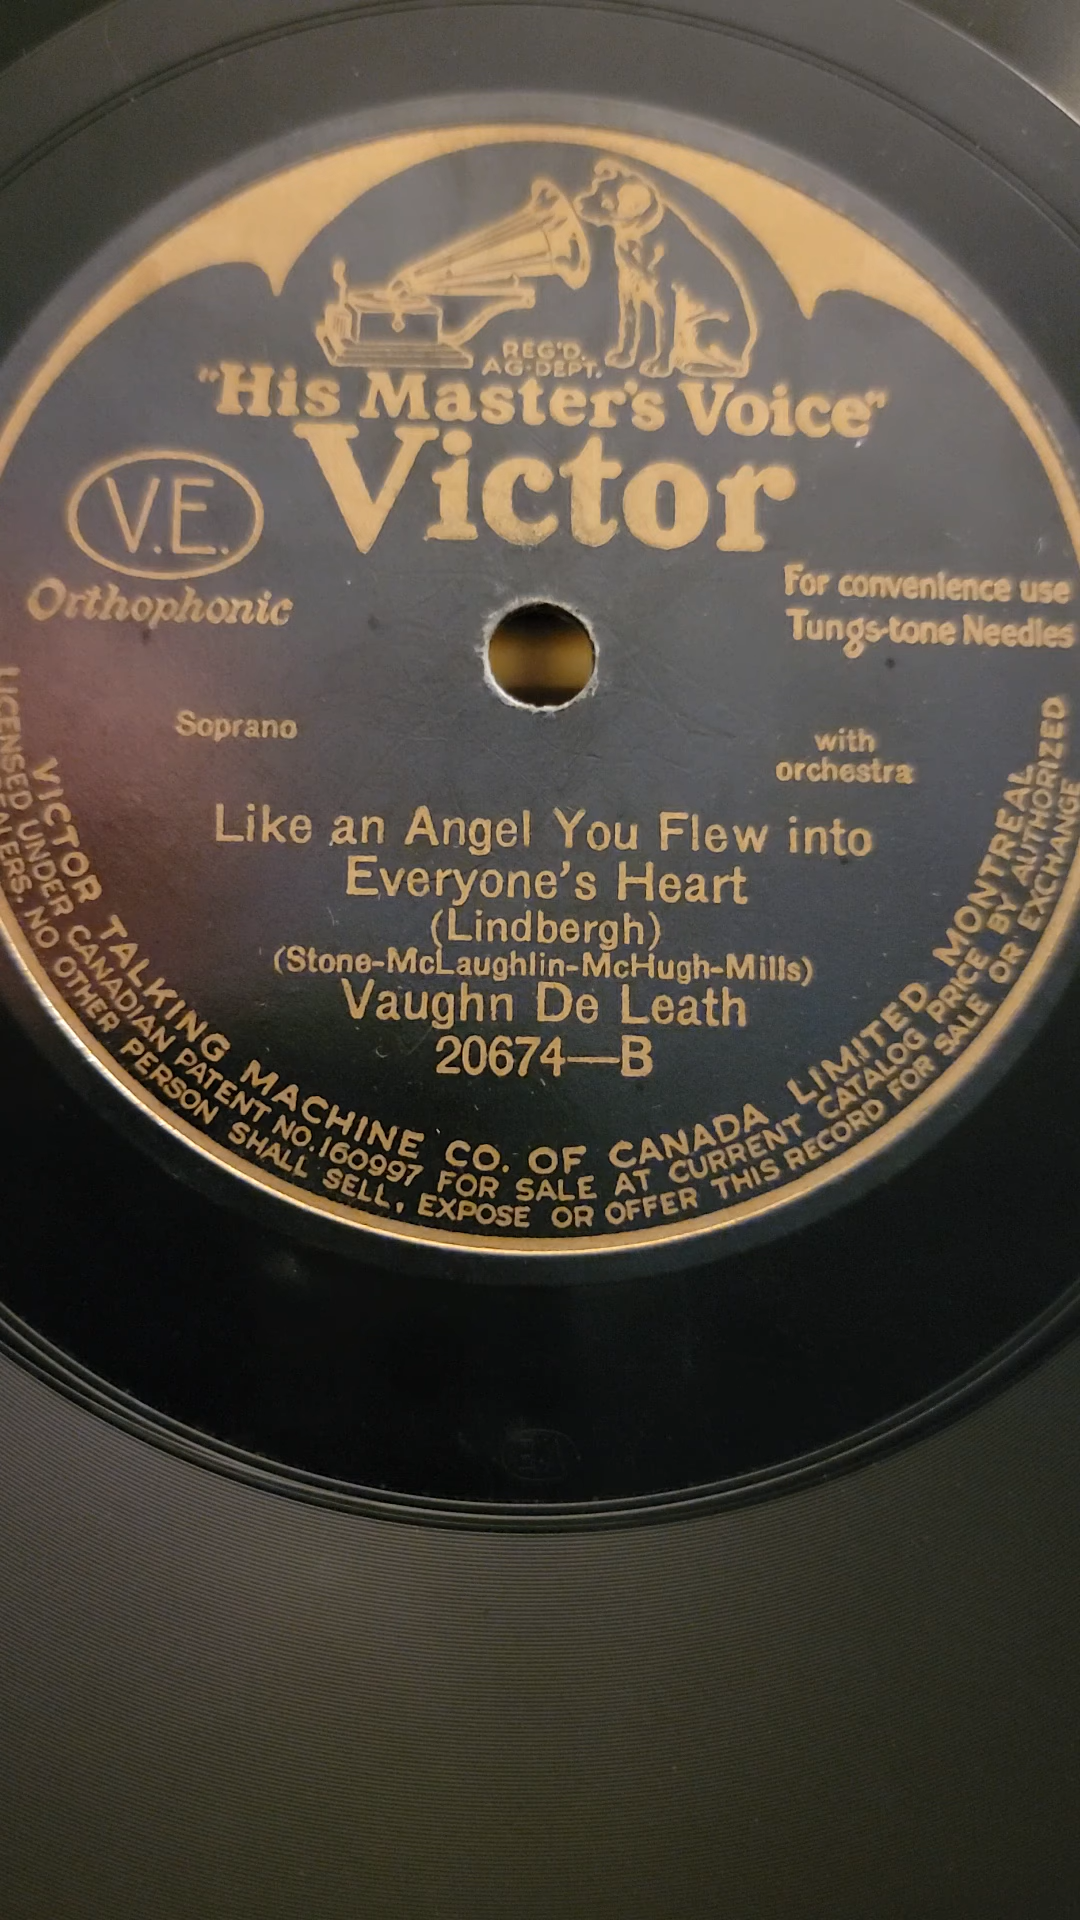 REG'D.
AG-DEPT.
"His Master's Voice"
Victor
V.E.
Orthophonic
For convenience use
Tungs-tone Needles
Soprano
with
orchestra
Like an Angel You Flew into
Everyone's Heart
(Lindbergh)
(Stone-McLaughlin-McHugh-Mills)
Vaughn De Leath
20674—B
VICTOR TALKING MACHINE CO. OF CANADA LIMITED, MONTREAL.
LICENSED UNDER CANADIAN PATENT NO. 160997 FOR SALE AT CURRENT CATALOG PRICE BY AUTHORIZED
DEALERS. NO OTHER PERSON SHALL SELL, EXPOSE OR OFFER THIS RECORD FOR SALE OR EXCHANGE